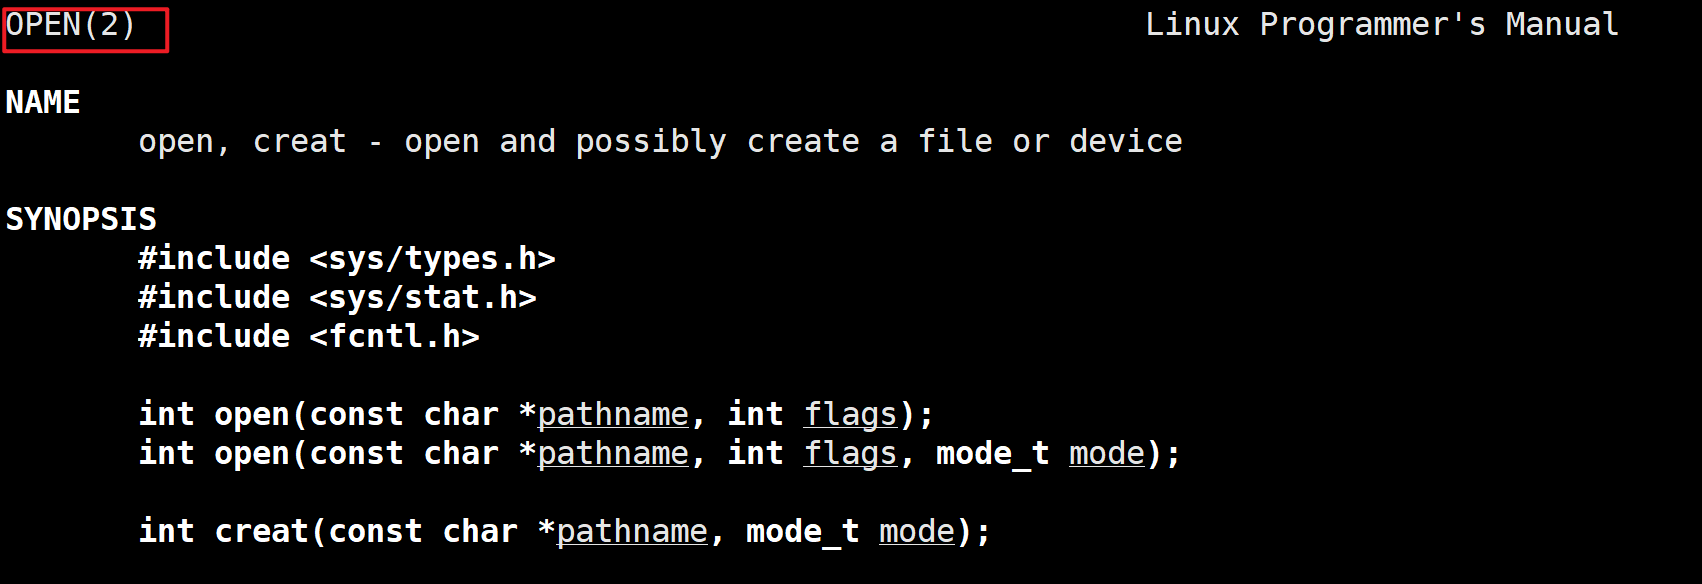 OPEN(2) Linux Programmer's Manual
NAME
open, creat - open and possibly create a file or device
SYNOPSIS
#include <sys/types.h>
#include <sys/stat.h>
#include <fcntl.h>
int open(const char *pathname, int flags);
int open(const char *pathname, int flags, mode_t mode);
int creat(const char *pathname, mode_t mode);